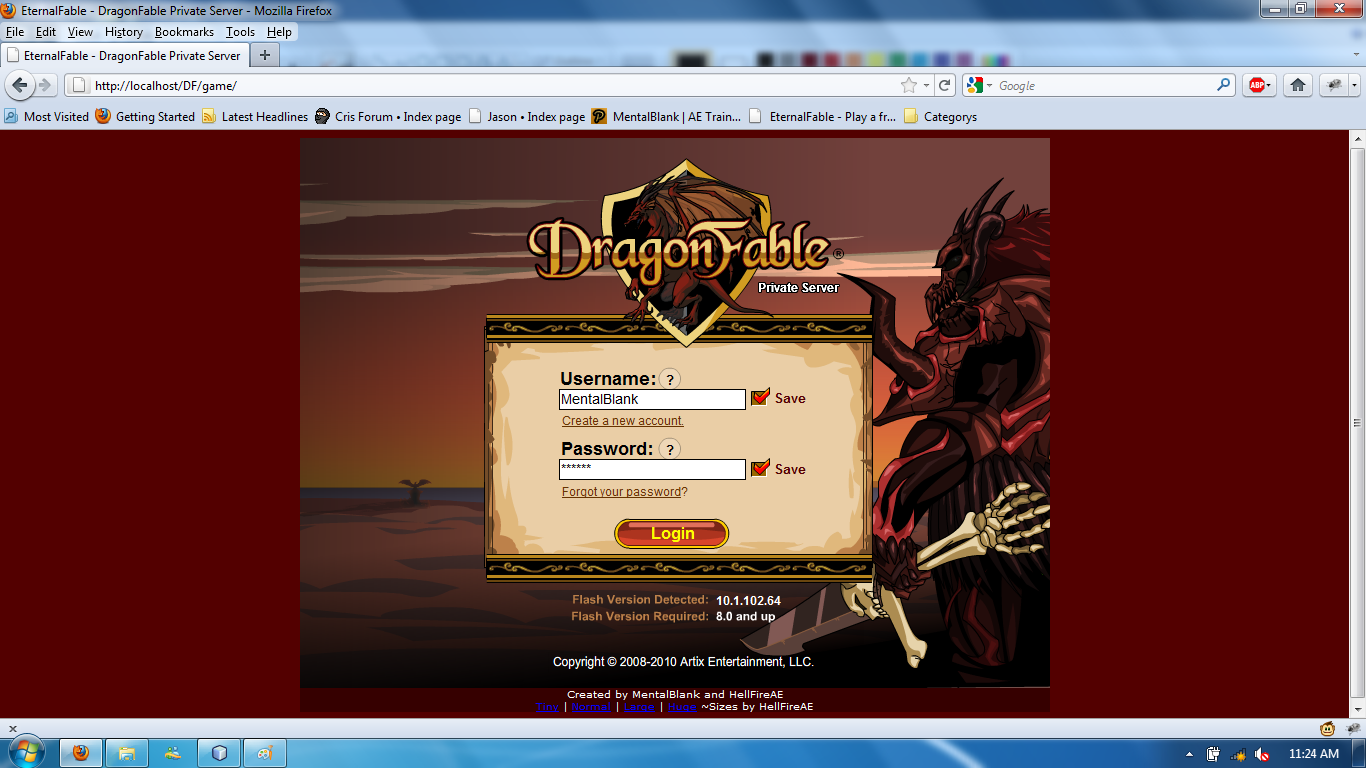 EternalFable - DragonFable Private Server - Mozilla Firefox
File Edit View History Bookmarks Tools Help
EternalFable - DragonFable Private Server +
http://localhost/DF/game/ Google ABP
Most Visited Getting Started Latest Headlines Cris Forum • Index page Jason • Index page MentalBlank | AE Train... EternalFable - Play a fr... Categorys
DragonFable®
Private Server
Username: ?
MentalBlank Save
Create a new account.
Password: ?
****** Save
Forgot your password?
Login
Flash Version Detected: 10.1.102.64
Flash Version Required: 8.0 and up
Copyright © 2008-2010 Artix Entertainment, LLC.
Created by MentalBlank and HellFireAE
Tiny | Normal | Large | Huge ~Sizes by HellFireAE
11:24 AM